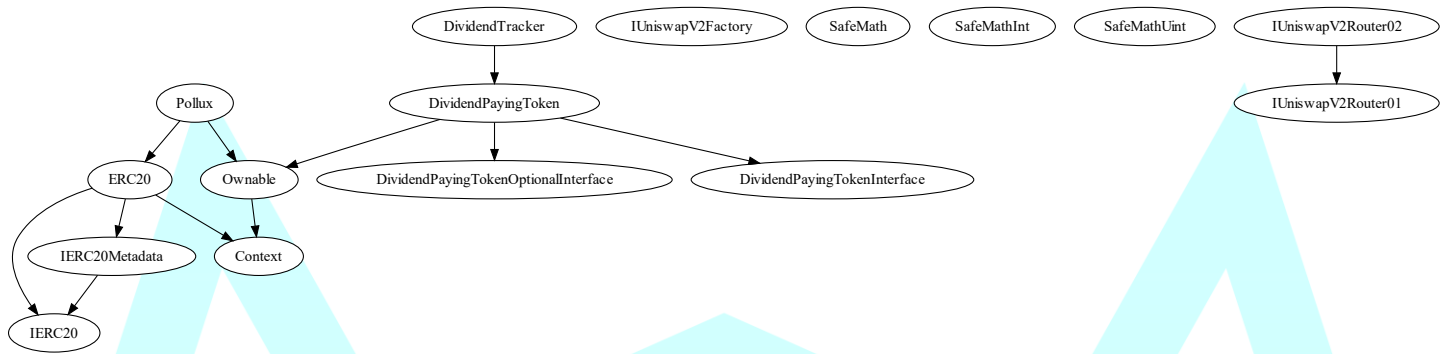 DividendTracker
IUniswapV2Factory
SafeMath
SafeMathInt
SafeMathUint
IUniswapV2Router02
Pollux
DividendPayingToken
IUniswapV2Router01
ERC20
Ownable
DividendPayingTokenOptionalInterface
DividendPayingTokenInterface
IERC20Metadata
Context
IERC20